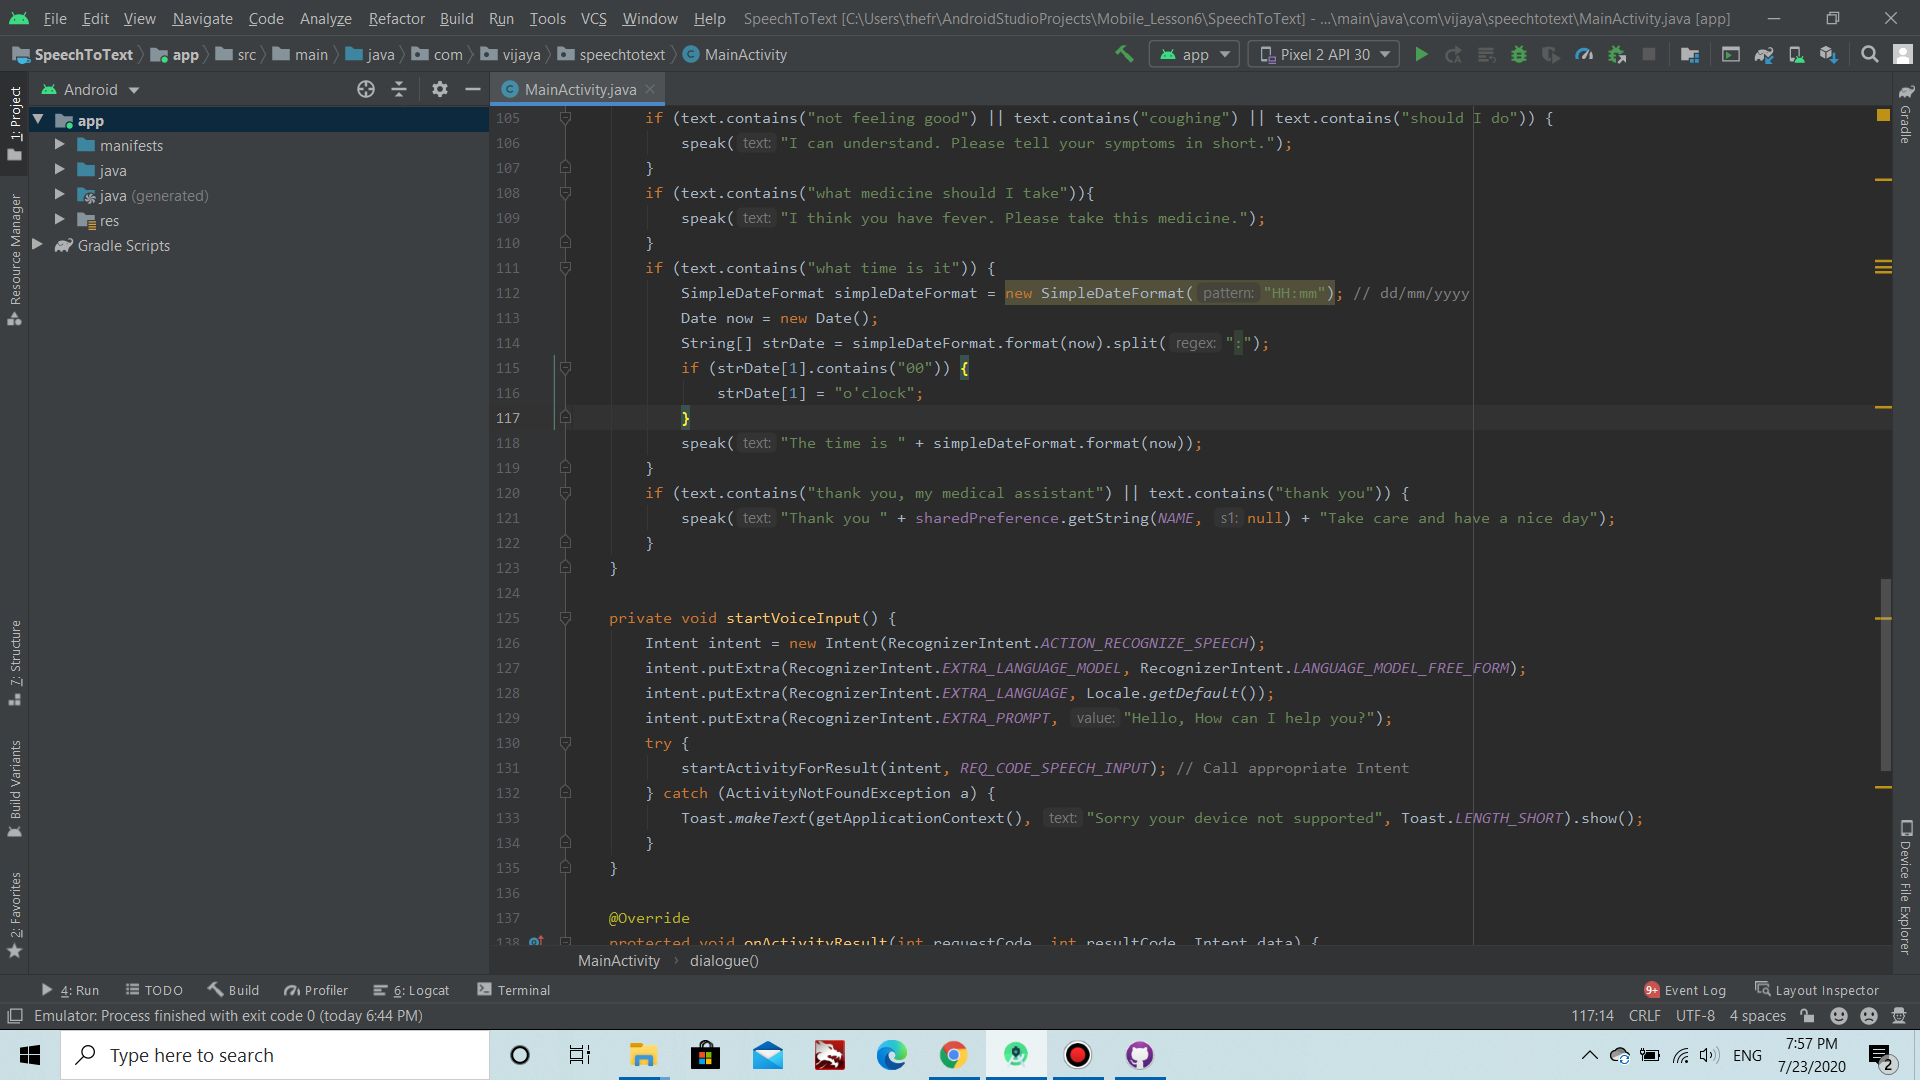 File Edit View Navigate Code Analyze Refactor Build Run Tools VCS Window Help SpeechToText [C:\Users\thefr\AndroidStudioProjects\Mobile_Lesson6\SpeechToText] - ...\main\java\com\vijaya\speechtotext\MainActivity.java [app]
SpeechToText app src main java com vijaya speechtotext MainActivity app Pixel 2 API 30
Android
MainActivity.java
1: Project
Resource Manager
7: Structure
Build Variants
2: Favorites
app
manifests
java
java (generated)
res
Gradle Scripts
105 if (text.contains("not feeling good") || text.contains("coughing") || text.contains("should I do")) {
106 speak( text: "I can understand. Please tell your symptoms in short.");
107 }
108 if (text.contains("what medicine should I take")){
109 speak( text: "I think you have fever. Please take this medicine.");
110 }
111 if (text.contains("what time is it")) {
112 SimpleDateFormat simpleDateFormat = new SimpleDateFormat( pattern: "HH:mm"); // dd/mm/yyyy
113 Date now = new Date();
114 String[] strDate = simpleDateFormat.format(now).split( regex: ":");
115 if (strDate[1].contains("00")) {
116 strDate[1] = "o'clock";
117 }
118 speak( text: "The time is " + simpleDateFormat.format(now));
119 }
120 if (text.contains("thank you, my medical assistant") || text.contains("thank you")) {
121 speak( text: "Thank you " + sharedPreference.getString(NAME, s1: null) + "Take care and have a nice day");
122 }
123 }
124
125 private void startVoiceInput() {
126 Intent intent = new Intent(RecognizerIntent.ACTION_RECOGNIZE_SPEECH);
127 intent.putExtra(RecognizerIntent.EXTRA_LANGUAGE_MODEL, RecognizerIntent.LANGUAGE_MODEL_FREE_FORM);
128 intent.putExtra(RecognizerIntent.EXTRA_LANGUAGE, Locale.getDefault());
129 intent.putExtra(RecognizerIntent.EXTRA_PROMPT, value: "Hello, How can I help you?");
130 try {
131 startActivityForResult(intent, REQ_CODE_SPEECH_INPUT); // Call appropriate Intent
132 } catch (ActivityNotFoundException a) {
133 Toast.makeText(getApplicationContext(), text: "Sorry your device not supported", Toast.LENGTH_SHORT).show();
134 }
135 }
136
137 @Override
138 protected void onActivityResult(int requestCode, int resultCode, Intent data) {
Gradle
Device File Explorer
MainActivity dialogue()
4: Run TODO Build Profiler 6: Logcat Terminal 9+ Event Log Layout Inspector
Emulator: Process finished with exit code 0 (today 6:44 PM) 117:14 CRLF UTF-8 4 spaces
Type here to search
ENG
7:57 PM
7/23/2020
2